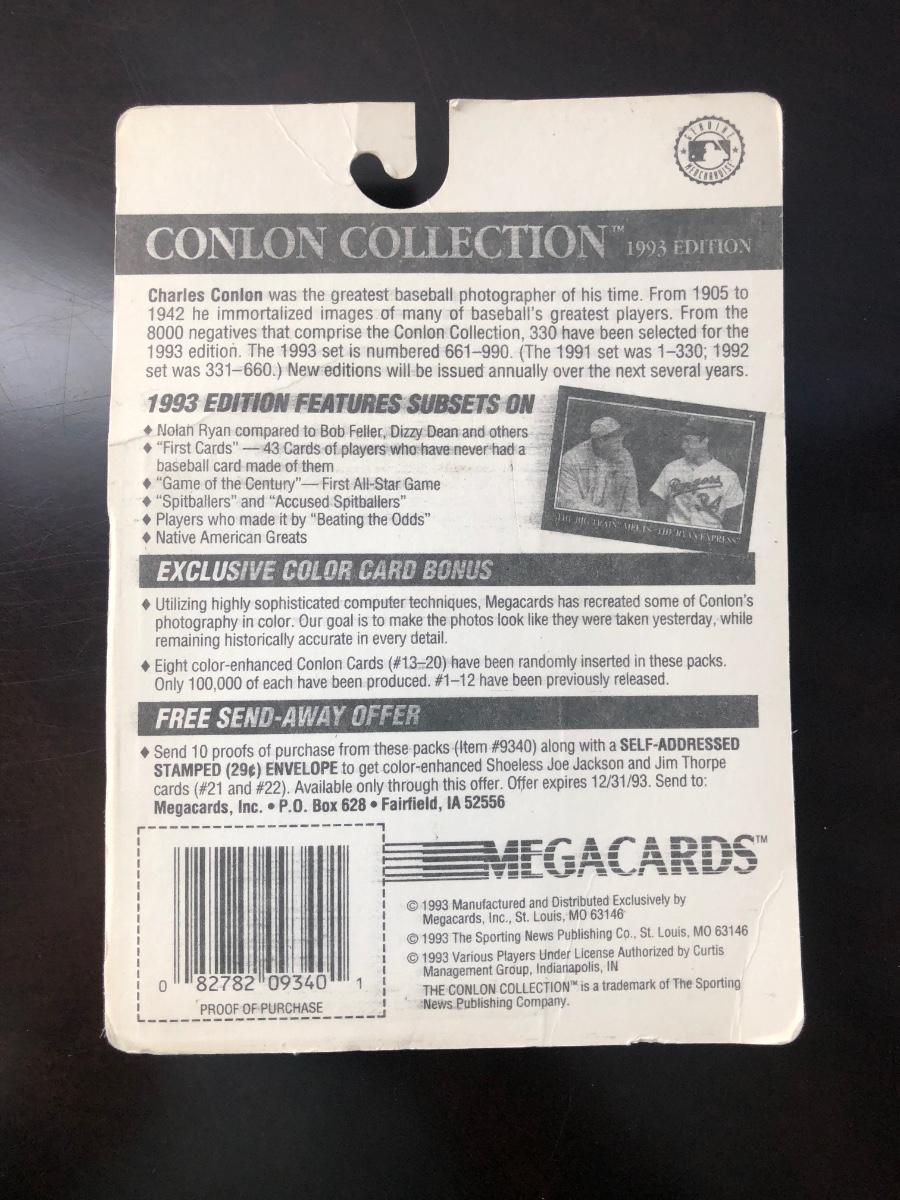 GENUINE
MERCHANDISE
CONLON COLLECTION™ 1993 EDITION
Charles Conlon was the greatest baseball photographer of his time. From 1905 to
1942 he immortalized images of many of baseball's greatest players. From the
8000 negatives that comprise the Conlon Collection, 330 have been selected for the
1993 edition. The 1993 set is numbered 661–990. (The 1991 set was 1–330; 1992
set was 331–660.) New editions will be issued annually over the next several years.
1993 EDITION FEATURES SUBSETS ON
♦ Nolan Ryan compared to Bob Feller, Dizzy Dean and others
♦ "First Cards" — 43 Cards of players who have never had a
baseball card made of them
♦ "Game of the Century"— First All-Star Game
♦ "Spitballers" and "Accused Spitballers"
♦ Players who made it by "Beating the Odds"
♦ Native American Greats
Rangers
34
"THE BIG TRAIN" MEETS "THE RYAN EXPRESS"
EXCLUSIVE COLOR CARD BONUS
♦ Utilizing highly sophisticated computer techniques, Megacards has recreated some of Conlon's
photography in color. Our goal is to make the photos look like they were taken yesterday, while
remaining historically accurate in every detail.
♦ Eight color-enhanced Conlon Cards (#13–20) have been randomly inserted in these packs.
Only 100,000 of each have been produced. #1–12 have been previously released.
FREE SEND-AWAY OFFER
♦ Send 10 proofs of purchase from these packs (Item #9340) along with a SELF-ADDRESSED
STAMPED (29¢) ENVELOPE to get color-enhanced Shoeless Joe Jackson and Jim Thorpe
cards (#21 and #22). Available only through this offer. Offer expires 12/31/93. Send to:
Megacards, Inc. • P.O. Box 628 • Fairfield, IA 52556
0 82782 09340 1
PROOF OF PURCHASE
MEGACARDS™
© 1993 Manufactured and Distributed Exclusively by
Megacards, Inc., St. Louis, MO 63146
© 1993 The Sporting News Publishing Co., St. Louis, MO 63146
© 1993 Various Players Under License Authorized by Curtis
Management Group, Indianapolis, IN
THE CONLON COLLECTION™ is a trademark of The Sporting
News Publishing Company.